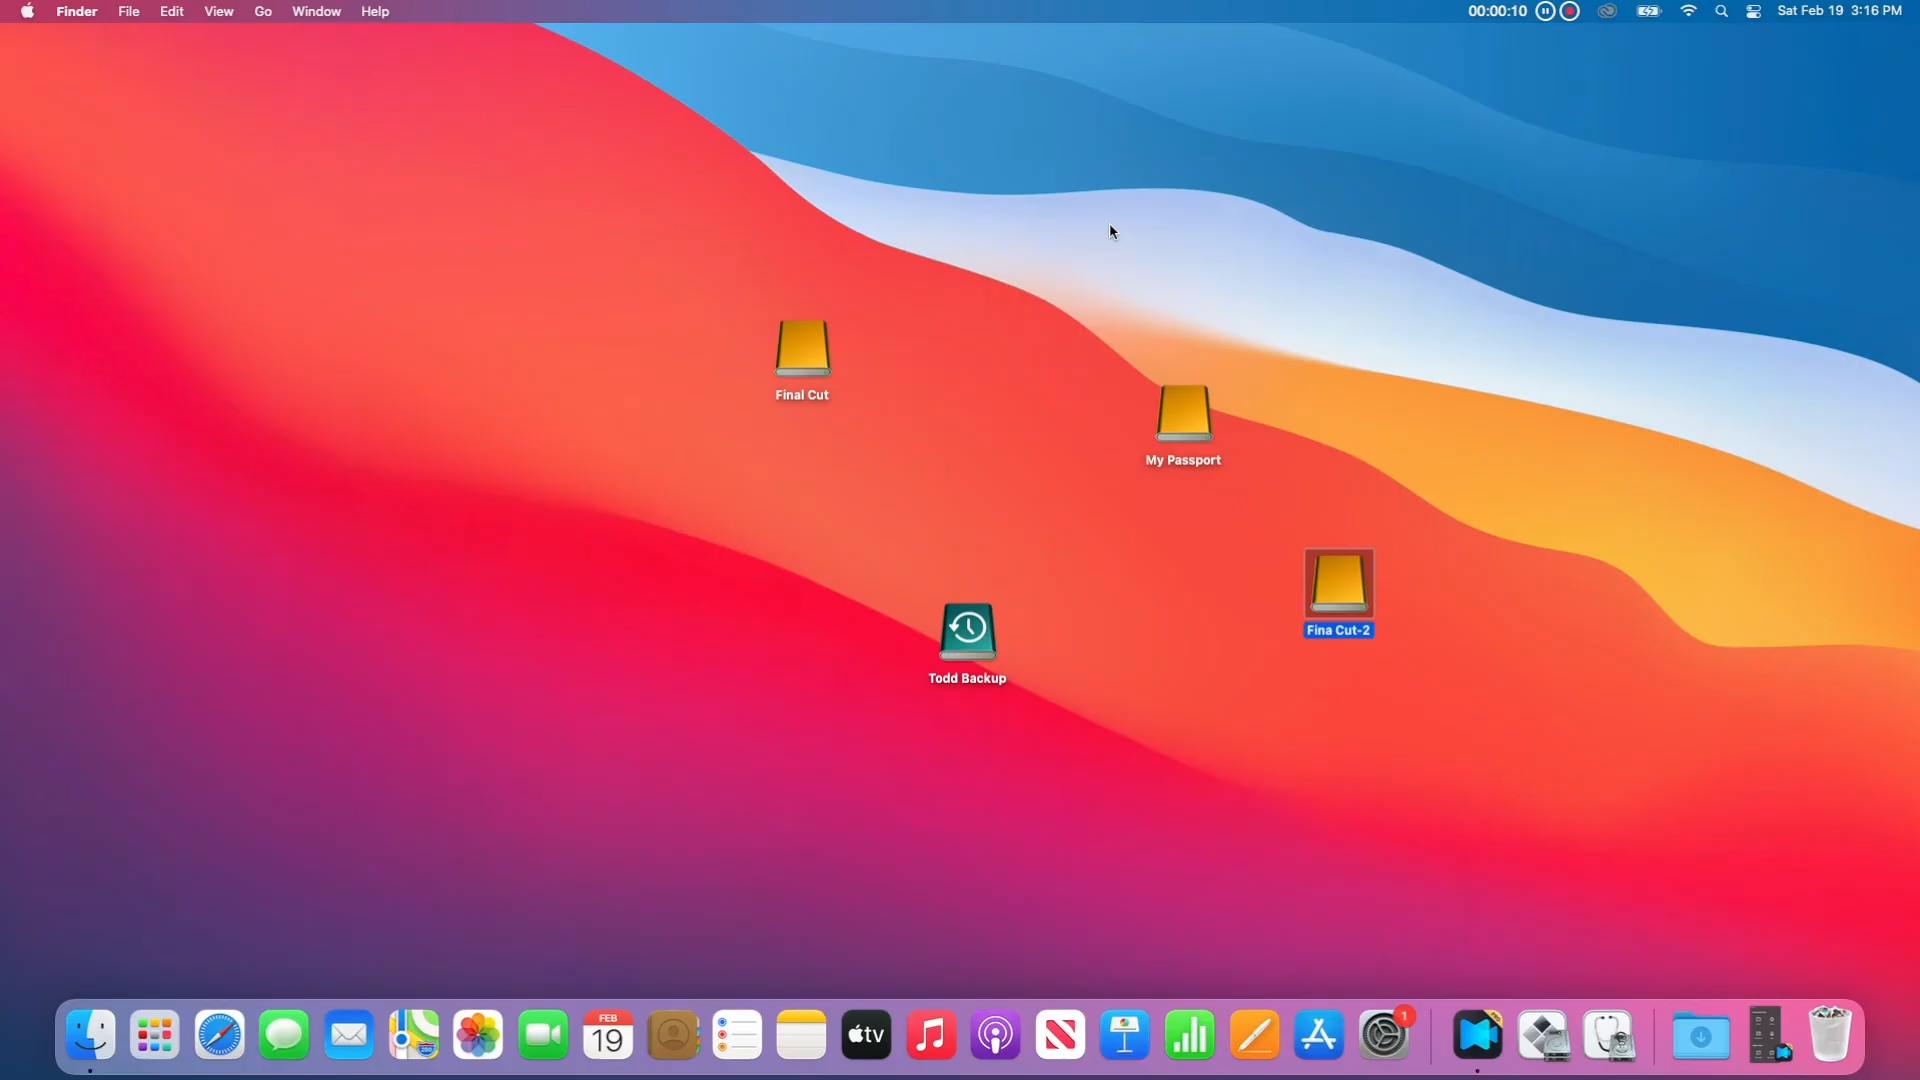 Finder File Edit View Go Window Help 00:00:10 Sat Feb 19 3:16 PM
Final Cut
My Passport
Fina Cut-2
Todd Backup
FEB
19
tv
280
1